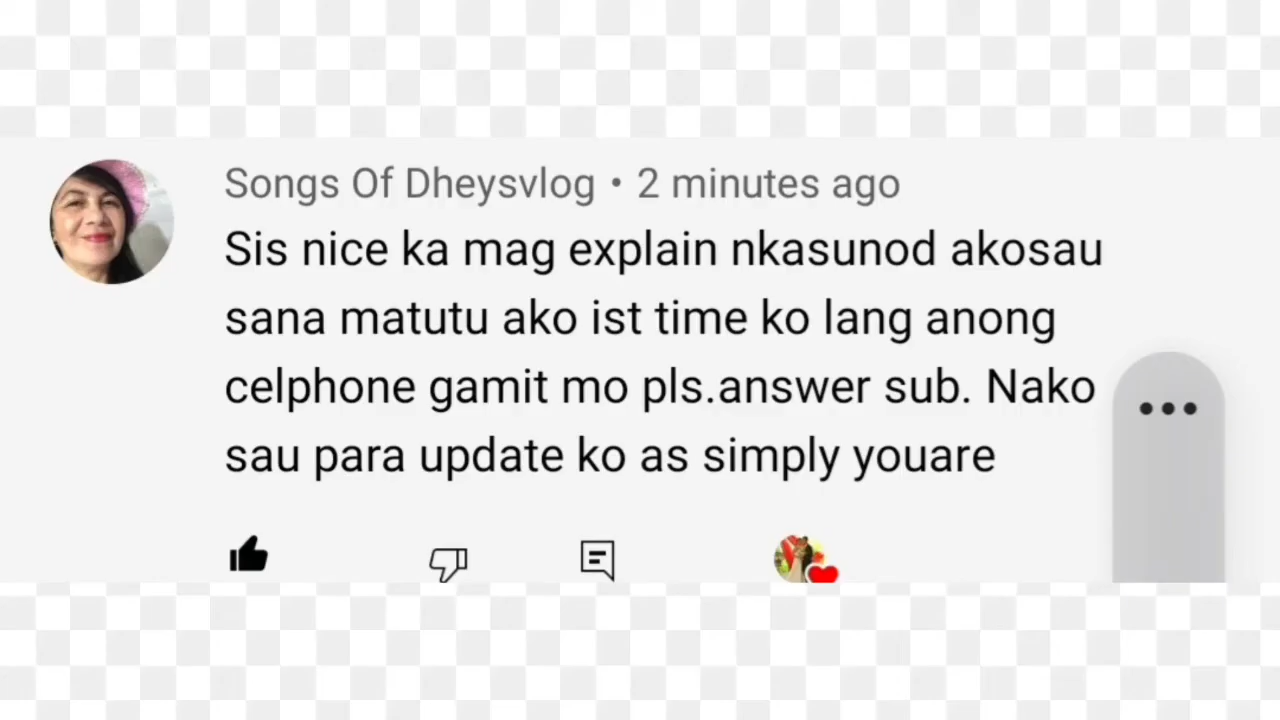 Songs Of Dheysvlog • 2 minutes ago
Sis nice ka mag explain nkasunod akosau
sana matutu ako ist time ko lang anong
celphone gamit mo pls.answer sub. Nako
sau para update ko as simply youare